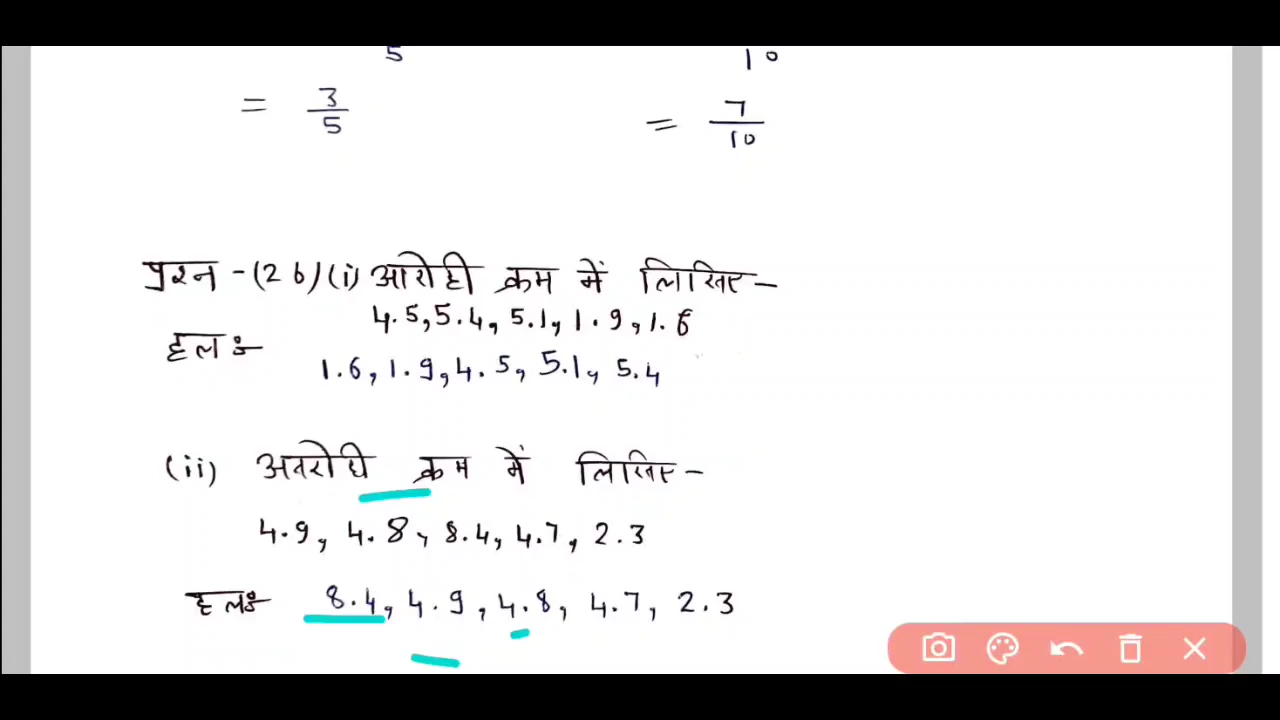 5 10
= 3/5 = 7/10
प्रश्न -(2 b)(i) आरोही क्रम में लिखिए -
4.5, 5.4, 5.1, 1.9, 1.6
हलः
1.6, 1.9, 4.5, 5.1, 5.4
(ii) अवरोही क्रम में लिखिए -
4.9, 4.8, 8.4, 4.7, 2.3
हलः 8.4, 4.9, 4.8, 4.7, 2.3